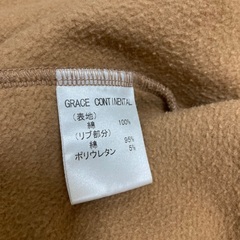 GRACE CONTINENTAL
(表地)
綿 100%
(リブ部分)
綿 95%
ポリウレタン 5%